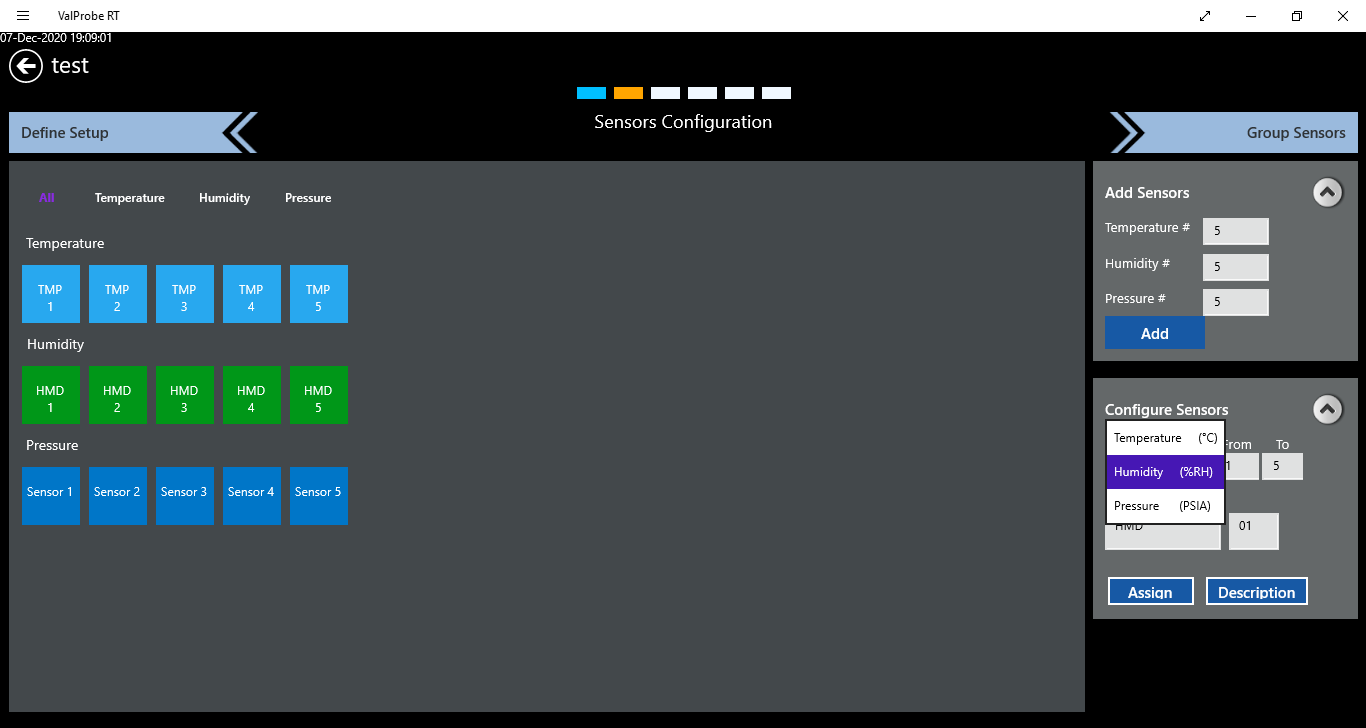 ValProbe RT
07-Dec-2020 19:09:01
test
Define Setup
Sensors Configuration
Group Sensors
All Temperature Humidity Pressure
Temperature
TMP 1
TMP 2
TMP 3
TMP 4
TMP 5
Humidity
HMD 1
HMD 2
HMD 3
HMD 4
HMD 5
Pressure
Sensor 1
Sensor 2
Sensor 3
Sensor 4
Sensor 5
Add Sensors
Temperature # 5
Humidity # 5
Pressure # 5
Add
Configure Sensors
From To
1 5
Temperature (°C)
Humidity (%RH)
Pressure (PSIA)
HMD 01
Assign Description